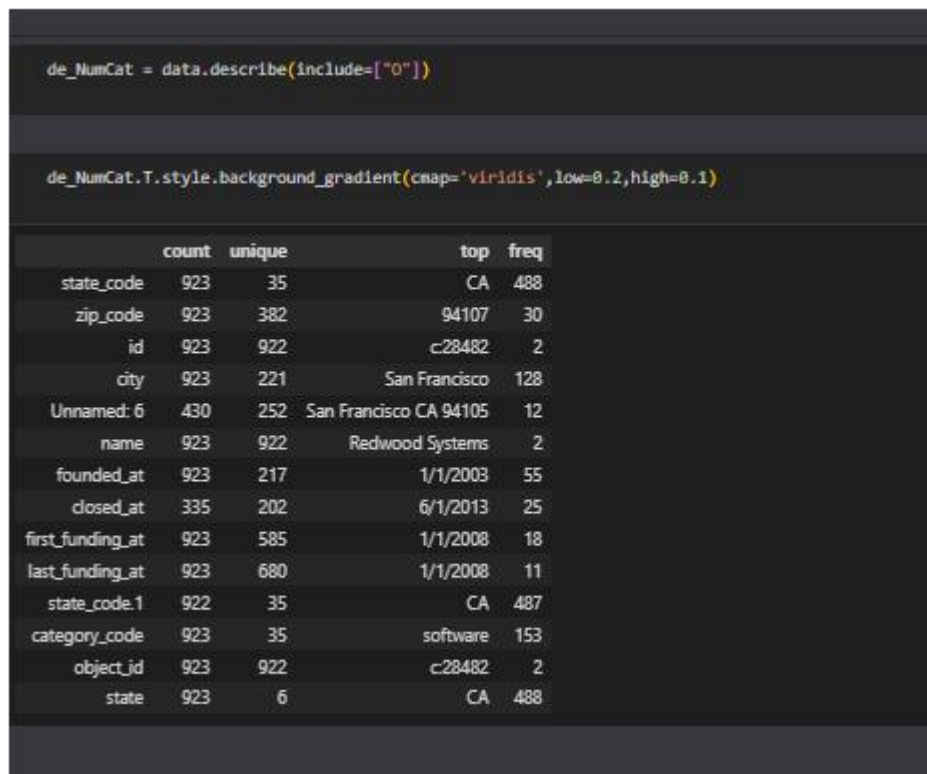 de_NumCat = data.describe(include=["O"])
de_NumCat.T.style.background_gradient(cmap='viridis',low=0.2,high=0.1)
count unique top freq
state_code 923 35 CA 488
zip_code 923 382 94107 30
id 923 922 c:28482 2
city 923 221 San Francisco 128
Unnamed: 6 430 252 San Francisco CA 94105 12
name 923 922 Redwood Systems 2
founded_at 923 217 1/1/2003 55
closed_at 335 202 6/1/2013 25
first_funding_at 923 585 1/1/2008 18
last_funding_at 923 680 1/1/2008 11
state_code.1 922 35 CA 487
category_code 923 35 software 153
object_id 923 922 c:28482 2
state 923 6 CA 488